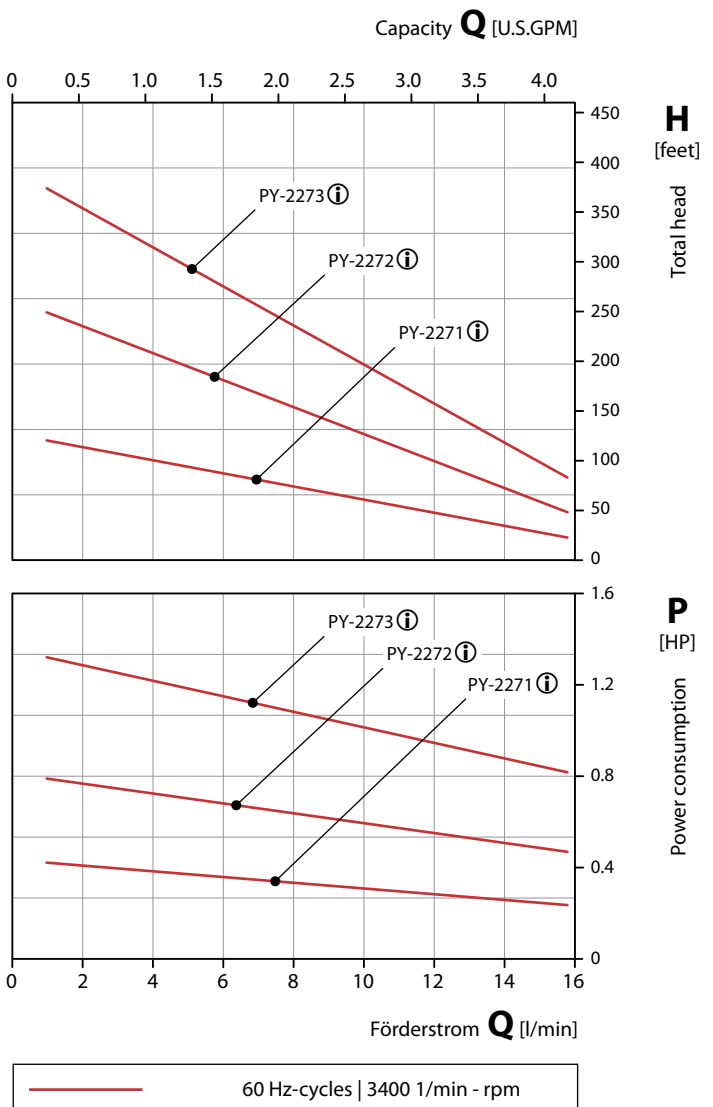 Capacity Q [U.S.GPM]
0 0.5 1.0 1.5 2.0 2.5 3.0 3.5 4.0
450
H
[feet]
400
PY-2273 i
350
Total head
PY-2272 i
300
250
PY-2271 i
200
150
100
50
0
1.6
P
[HP]
PY-2273 i
PY-2272 i
PY-2271 i
1.2
Power consumption
0.8
0.4
0
0 2 4 6 8 10 12 14 16
Förderstrom Q [l/min]
60 Hz-cycles | 3400 1/min - rpm